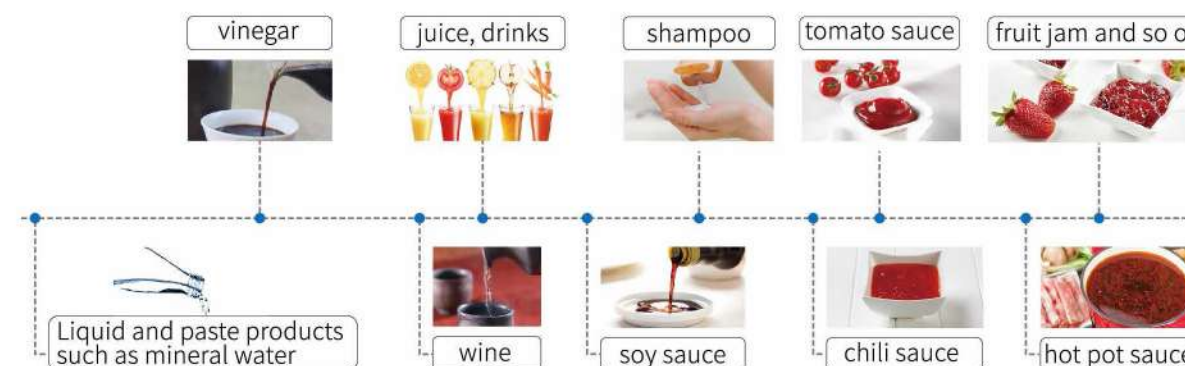 vinegar
juice, drinks
shampoo
tomato sauce
fruit jam and so o
Liquid and paste products
such as mineral water
wine
soy sauce
chili sauce
hot pot sauce